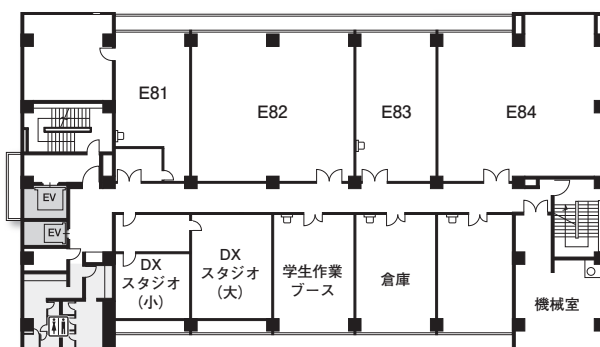 E81
E82
E83
E84
EV
EV
DX
スタジオ
(小)
DX
スタジオ
(大)
学生作業
ブース
倉庫
機械室